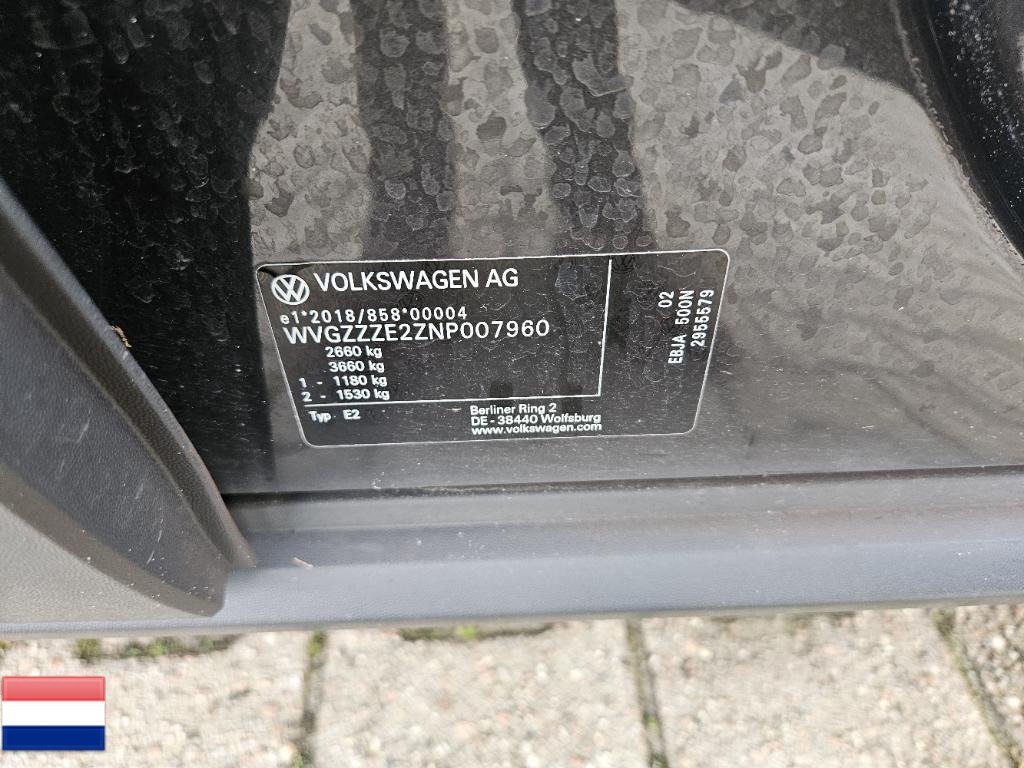 VOLKSWAGEN AG
e1*2018/858*00004
WVGZZZE2ZNP007960
2660 kg
3660 kg
1 - 1180 kg
2 - 1530 kg
Typ E2
Berliner Ring 2
DE - 38440 Wolfsburg
www.volkswagen.com
02
EBJA 500N
2955579